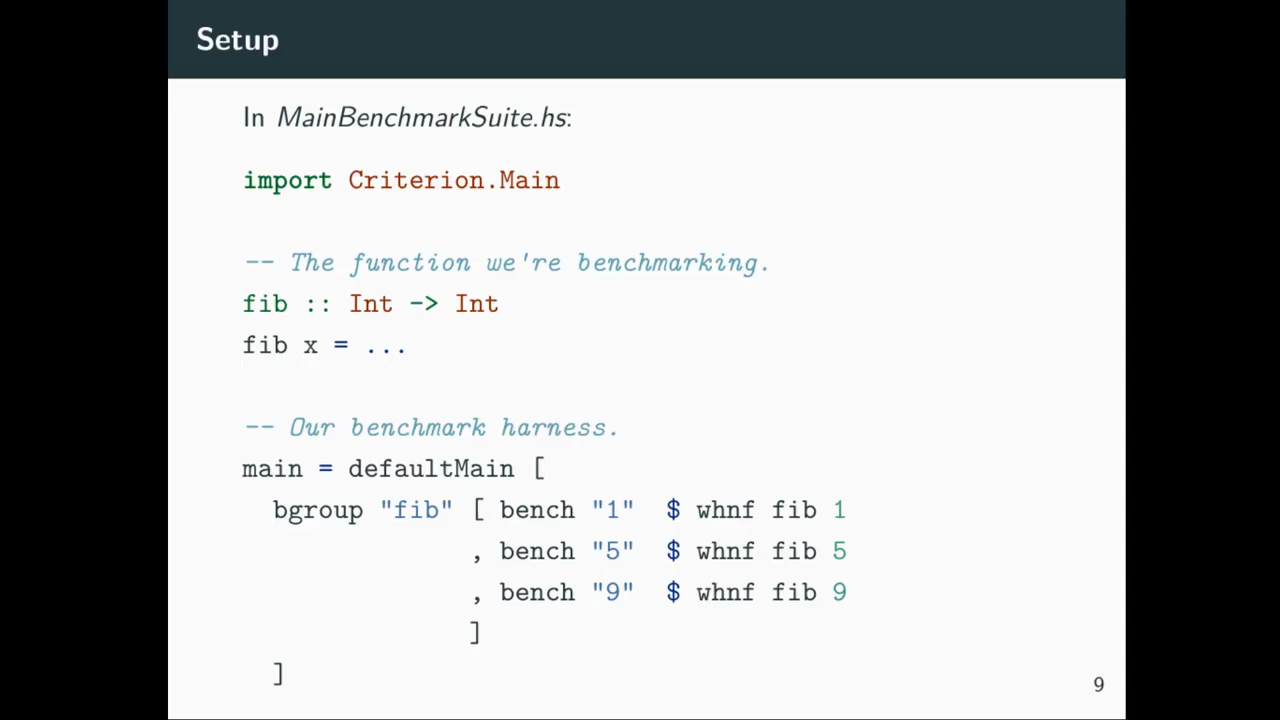 Setup
In MainBenchmarkSuite.hs:
import Criterion.Main
-- The function we're benchmarking.
fib :: Int -> Int
fib x = ...
-- Our benchmark harness.
main = defaultMain [
  bgroup "fib" [ bench "1"  $ whnf fib 1
               , bench "5"  $ whnf fib 5
               , bench "9"  $ whnf fib 9
               ]
  ]
9